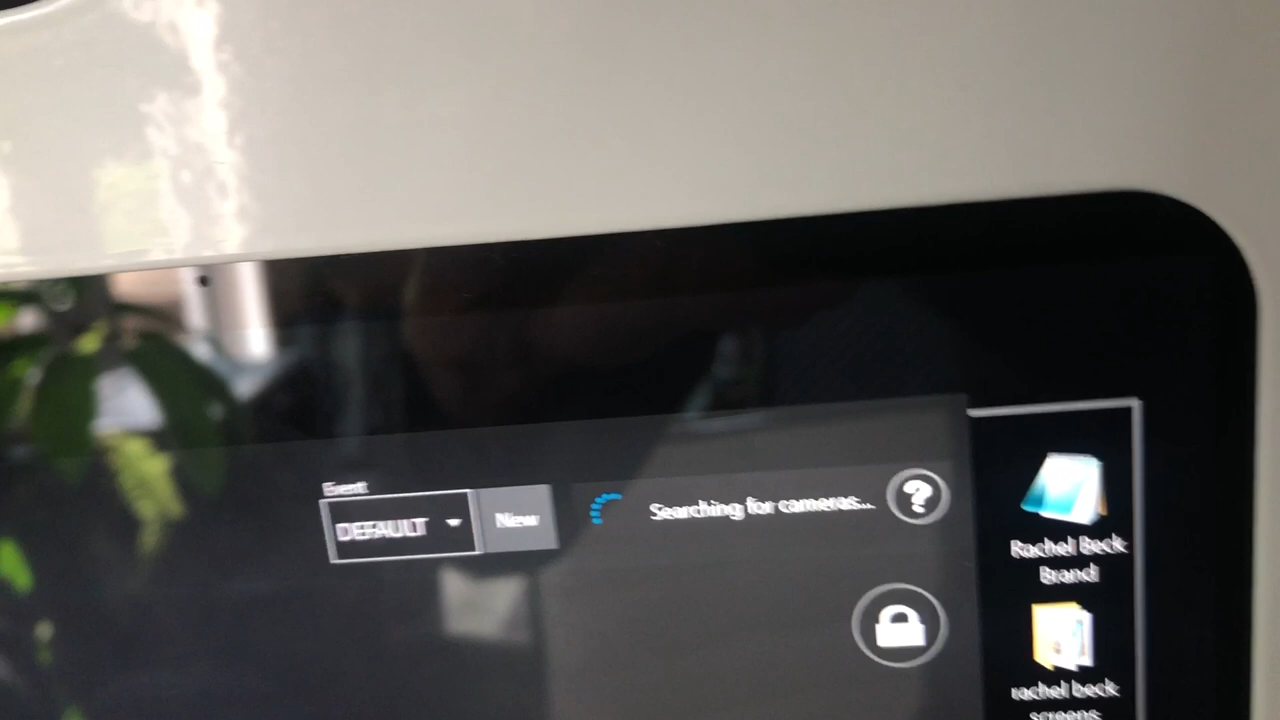 Event
DEFAULT
New
Searching for cameras...
?
Rachel Beck
Brand
rachel beck
screens-